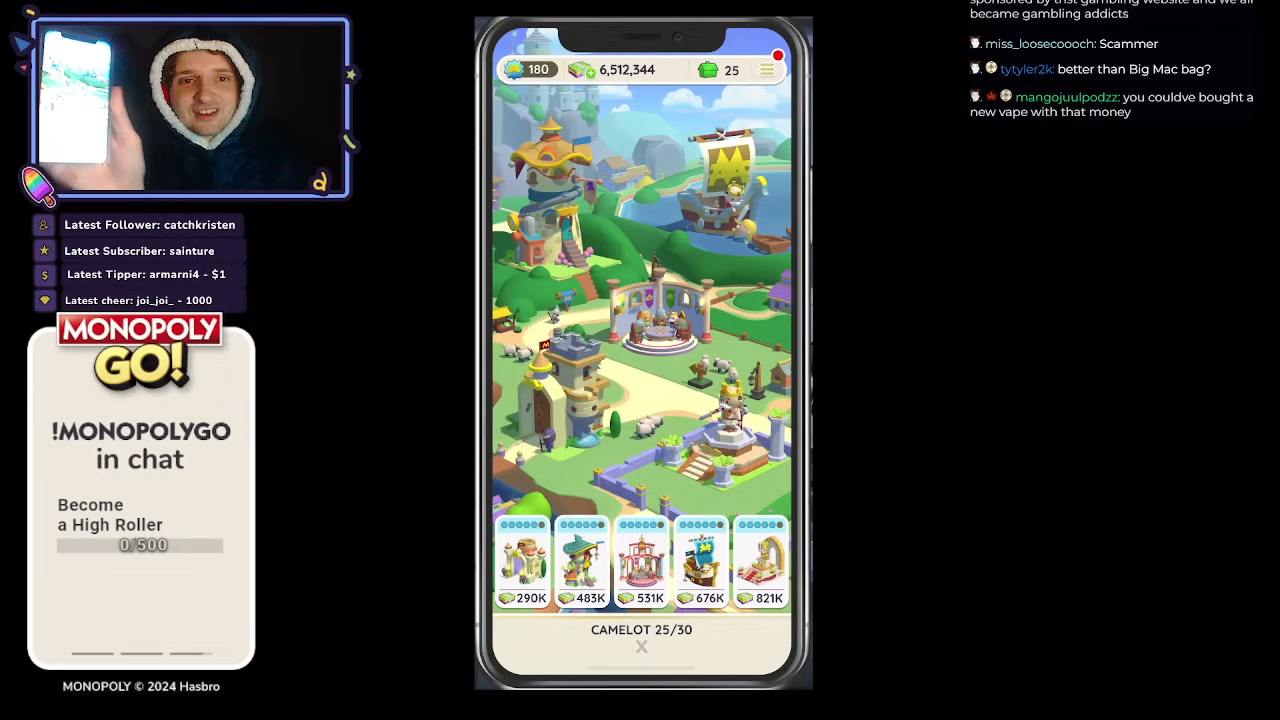 sponsored by trist gambling website and we all
became gambling addicts
miss_loosecoooch: Scammer
tytyler2k: better than Big Mac bag?
mangojuulpodzz: you couldve bought a
new vape with that money
180
6,512,344
25
Latest Follower: catchkristen
Latest Subscriber: sainture
Latest Tipper: armarni4 - $1
Latest cheer: joi_joi_ - 1000
MONOPOLY
GO!
!MONOPOLYGO
in chat
Become
a High Roller
0/500
MONOPOLY © 2024 Hasbro
290K
483K
531K
676K
821K
CAMELOT 25/30
X